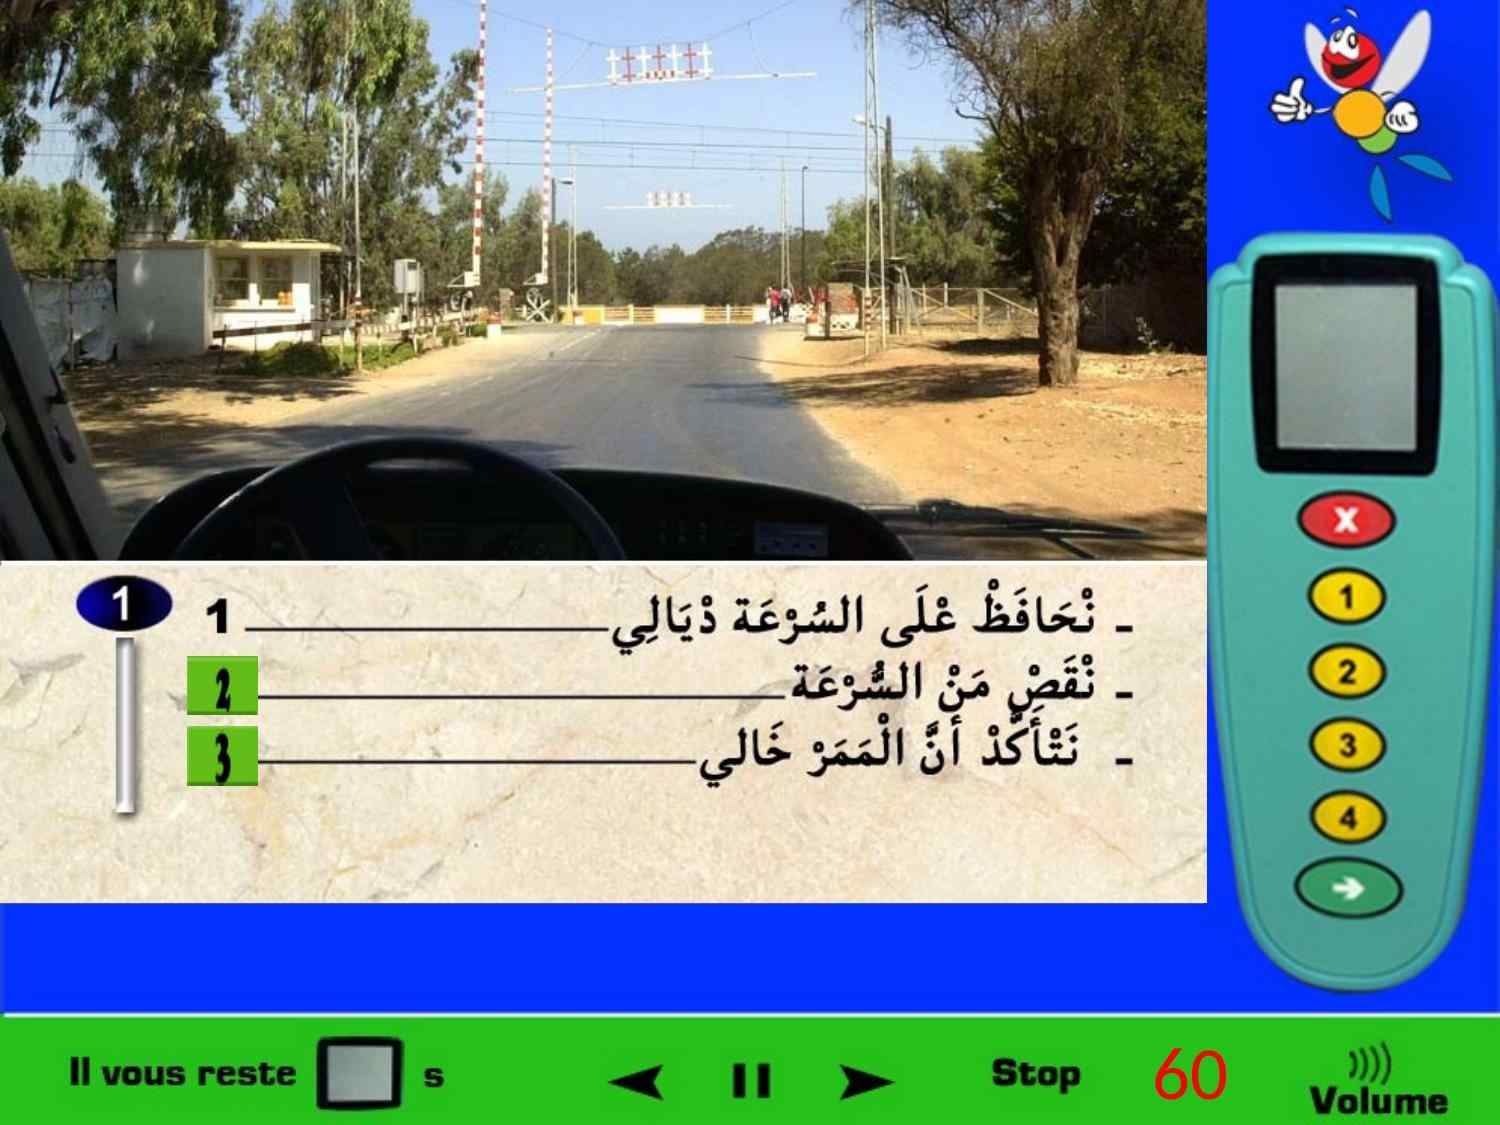 1 ـ نْحَافَظْ عْلَى السُرْعَة دْيَالِي 1
ـ نْقَصْ مَنْ السُّرْعَة 2
ـ نَتْأَكَّدْ أنَّ الْمَمَرْ خَالي 3
X
1
2
3
4
Il vous reste s
Stop
60
Volume